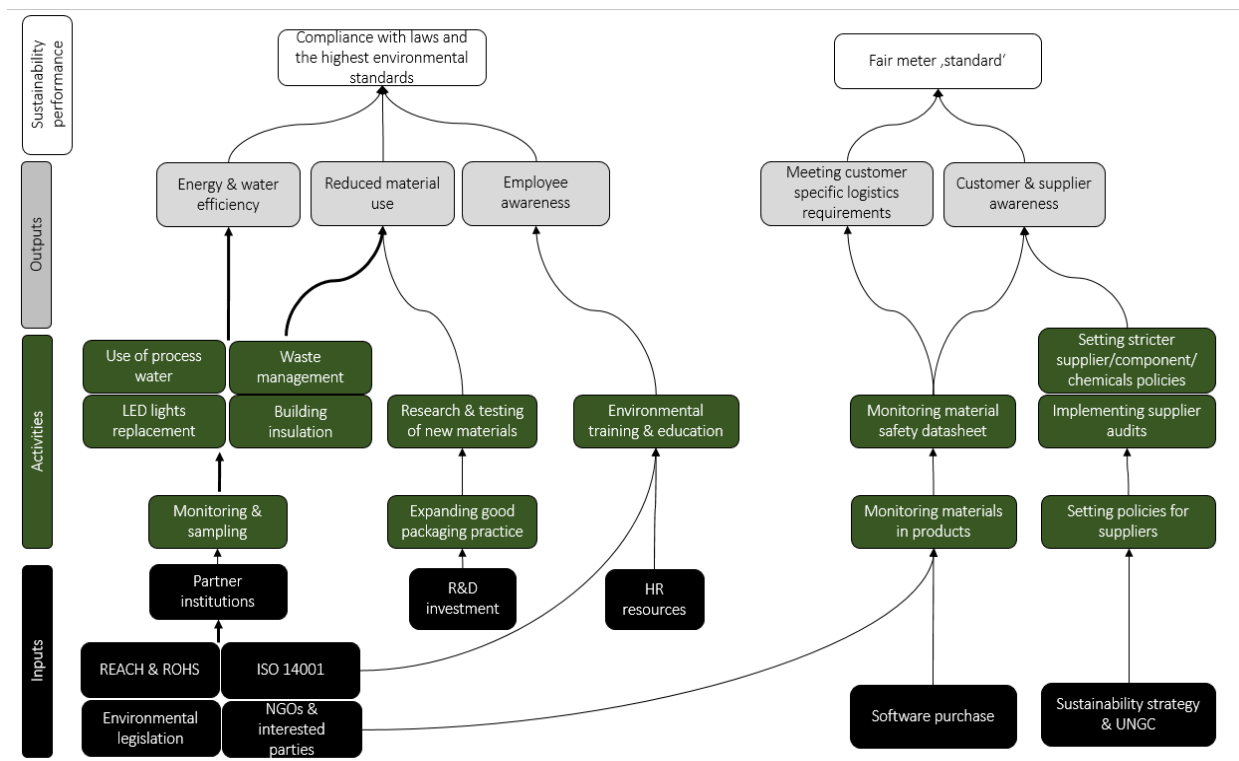 Sustainability
performance
Compliance with laws and
the highest environmental
standards
Fair meter ‚standard’
Outputs
Energy & water
efficiency
Reduced material
use
Employee
awareness
Meeting customer
specific logistics
requirements
Customer & supplier
awareness
Activities
Use of process
water
Waste
management
LED lights
replacement
Building
insulation
Research & testing
of new materials
Environmental
training & education
Monitoring material
safety datasheet
Setting stricter
supplier/component/
chemicals policies
Implementing supplier
audits
Monitoring &
sampling
Expanding good
packaging practice
Monitoring materials
in products
Setting policies for
suppliers
Inputs
Partner
institutions
R&D
investment
HR
resources
REACH & ROHS
ISO 14001
Environmental
legislation
NGOs &
interested
parties
Software purchase
Sustainability strategy
& UNGC